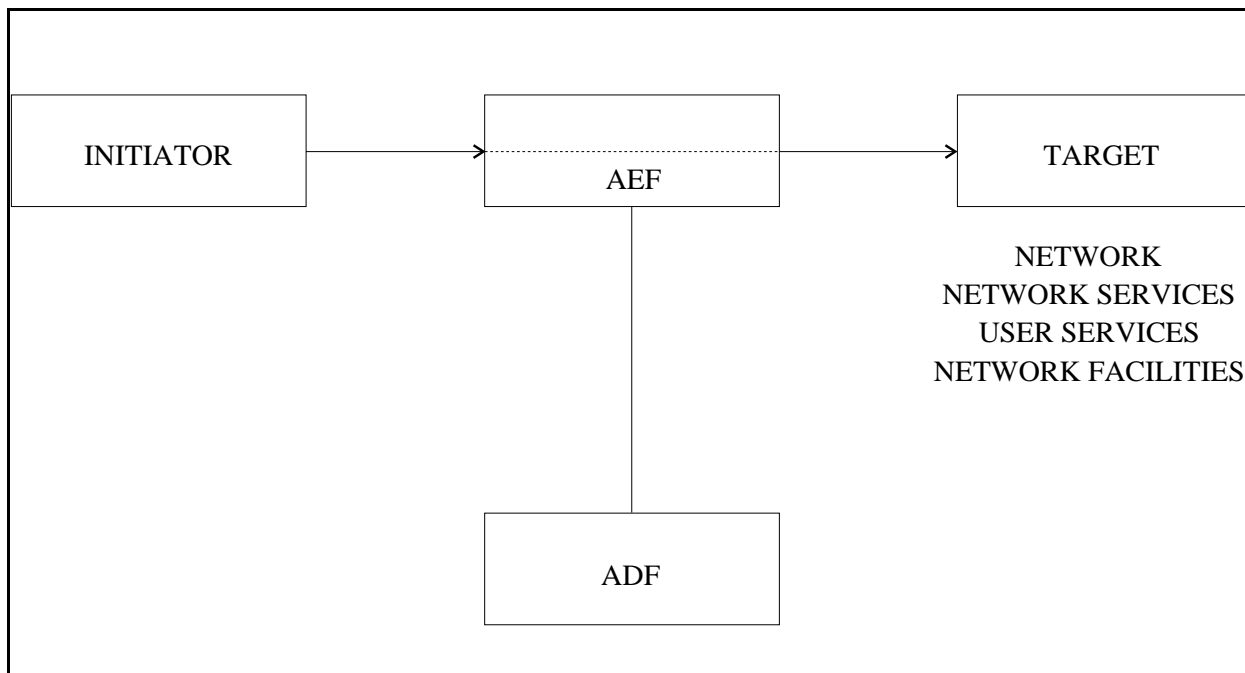 INITIATOR
AEF
TARGET
NETWORK
NETWORK SERVICES
USER SERVICES
NETWORK FACILITIES
ADF